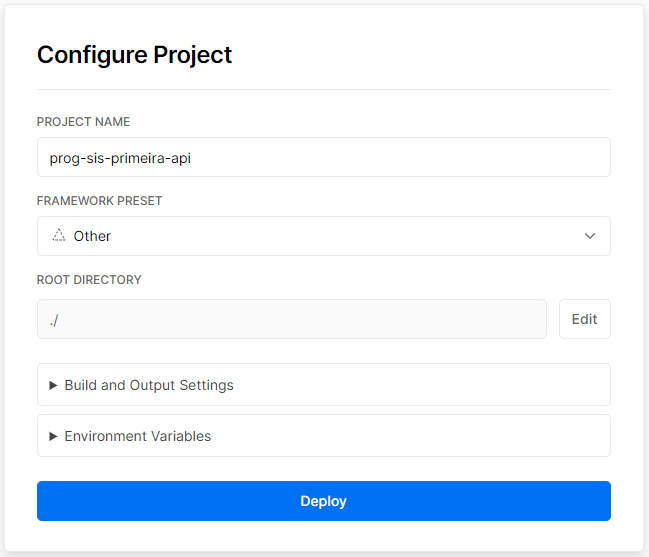 Configure Project
PROJECT NAME
prog-sis-primeira-api
FRAMEWORK PRESET
Other
ROOT DIRECTORY
./
Edit
Build and Output Settings
Environment Variables
Deploy